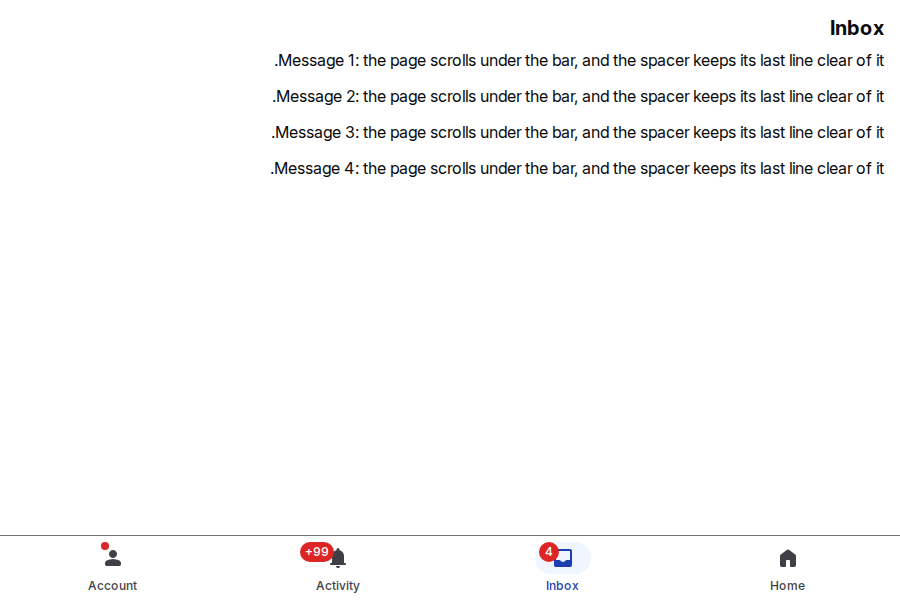 Inbox
.Message 1: the page scrolls under the bar, and the spacer keeps its last line clear of it
.Message 2: the page scrolls under the bar, and the spacer keeps its last line clear of it
.Message 3: the page scrolls under the bar, and the spacer keeps its last line clear of it
.Message 4: the page scrolls under the bar, and the spacer keeps its last line clear of it
4
+99
Home
Inbox
Activity
Account